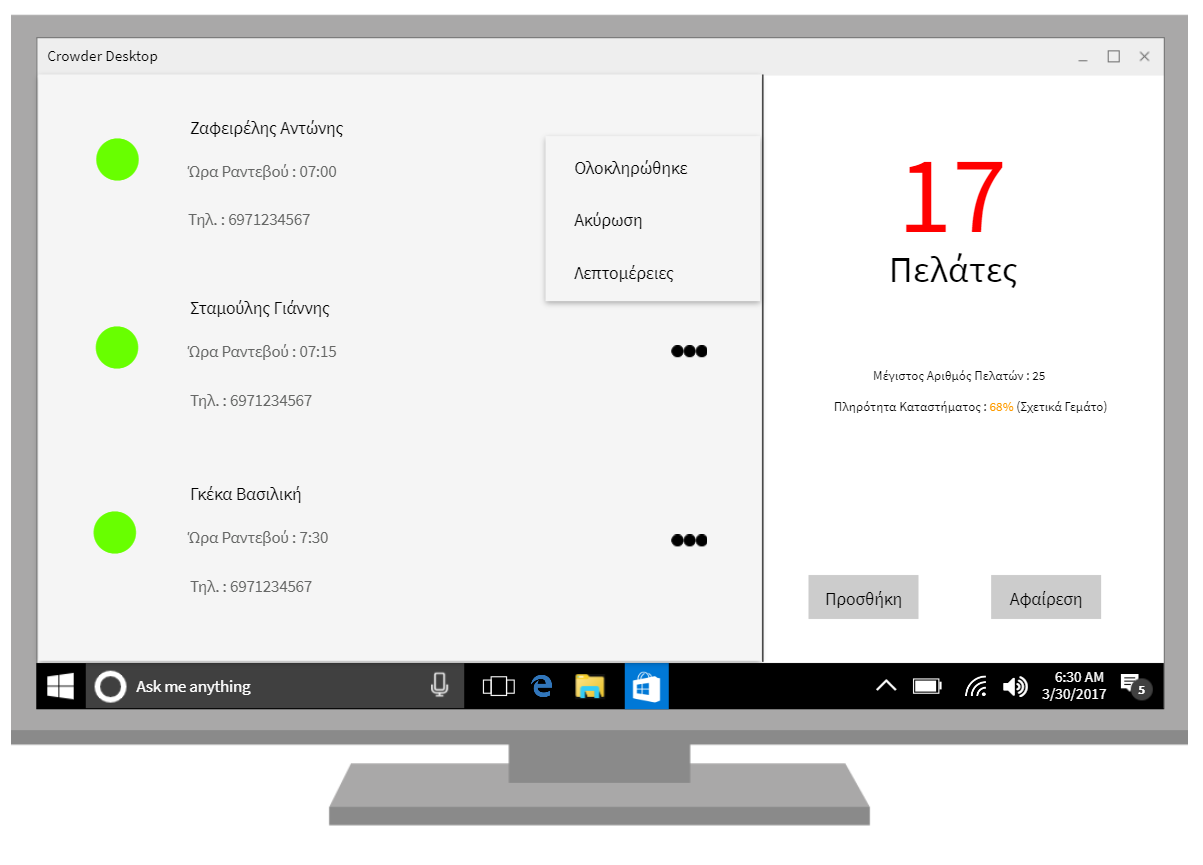 Crowder Desktop
Ζαφειρέλης Αντώνης
Ώρα Ραντεβού : 07:00
Τηλ. : 6971234567
Ολοκληρώθηκε
Ακύρωση
Λεπτομέρειες
Σταμούλης Γιάννης
Ώρα Ραντεβού : 07:15
Τηλ. : 6971234567
Γκέκα Βασιλική
Ώρα Ραντεβού : 7:30
Τηλ. : 6971234567
17
Πελάτες
Μέγιστος Αριθμός Πελατών : 25
Πληρότητα Καταστήματος : 68% (Σχετικά Γεμάτο)
Προσθήκη
Αφαίρεση
Ask me anything
6:30 AM
3/30/2017
5